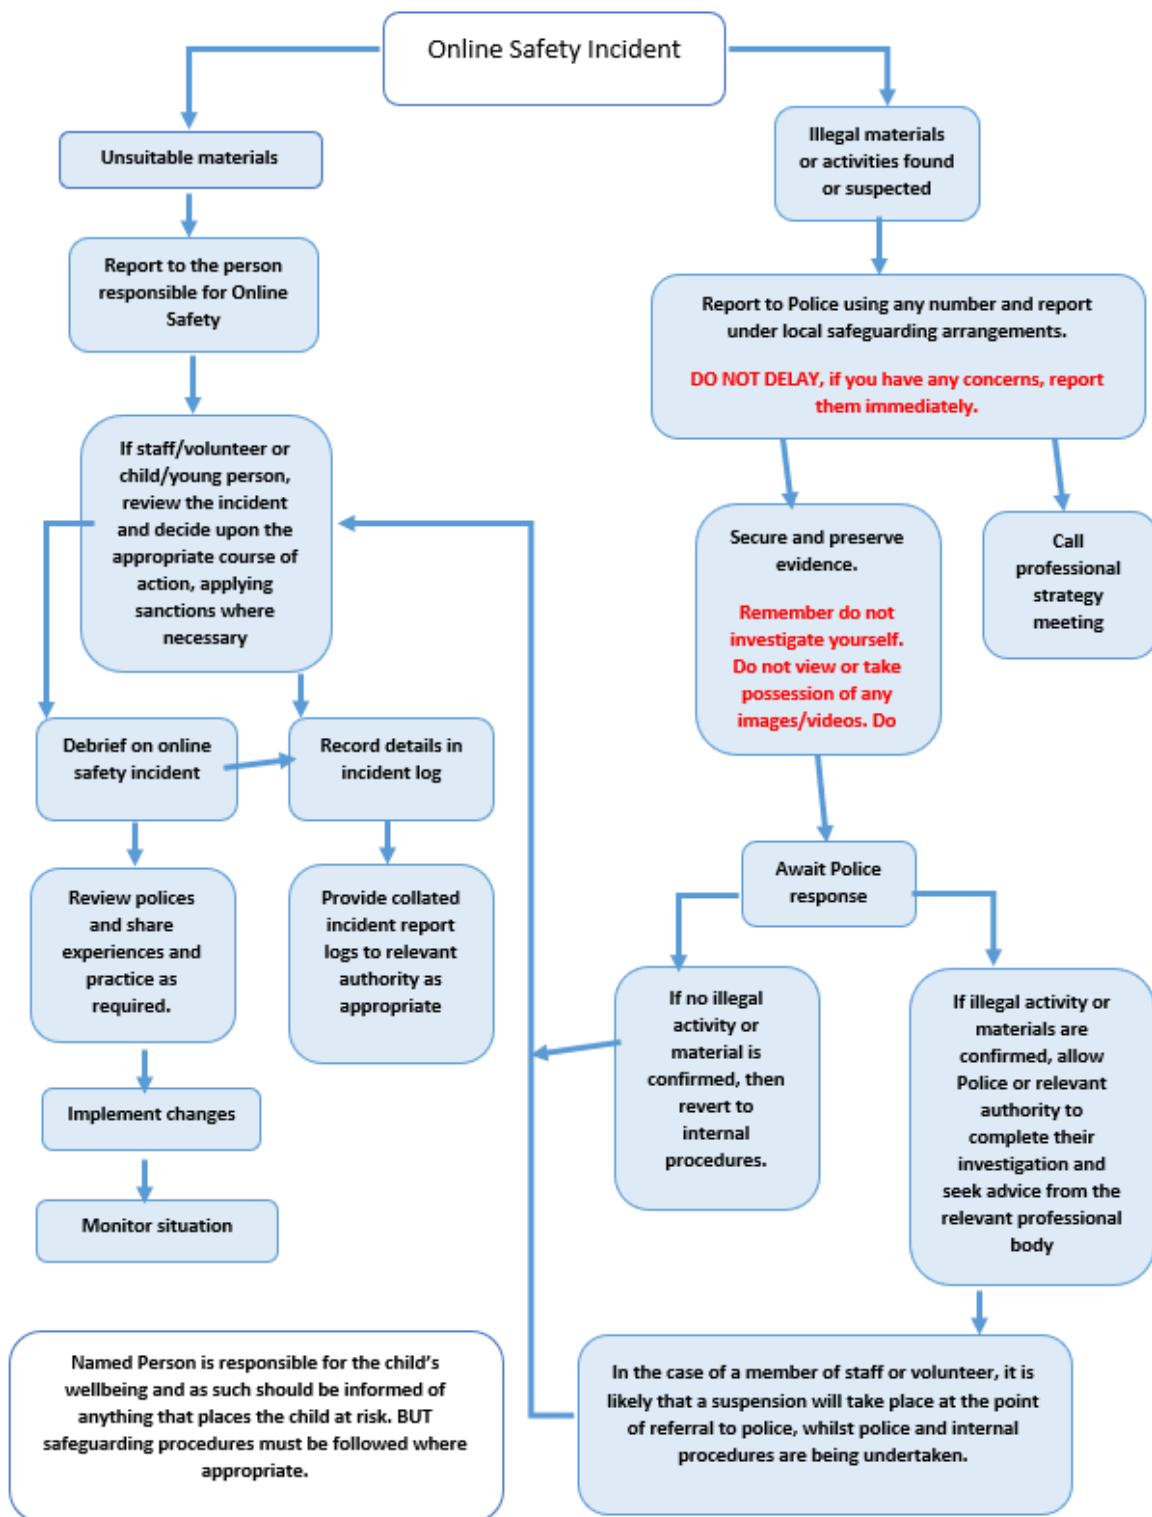 Online Safety Incident
Unsuitable materials
Illegal materials
or activities found
or suspected
Report to the person
responsible for Online
Safety
Report to Police using any number and report
under local safeguarding arrangements.
DO NOT DELAY, if you have any concerns, report
them immediately.
If staff/volunteer or
child/young person,
review the incident
and decide upon the
appropriate course of
action, applying
sanctions where
necessary
Secure and preserve
evidence.
Remember do not
investigate yourself.
Do not view or take
possession of any
images/videos. Do
Call
professional
strategy
meeting
Debrief on online
safety incident
Record details in
incident log
Await Police
response
Review polices
and share
experiences and
practice as
required.
Provide collated
incident report
logs to relevant
authority as
appropriate
If no illegal
activity or
material is
confirmed, then
revert to
internal
procedures.
If illegal activity or
materials are
confirmed, allow
Police or relevant
authority to
complete their
investigation and
seek advice from the
relevant professional
body
Implement changes
Monitor situation
Named Person is responsible for the child’s
wellbeing and as such should be informed of
anything that places the child at risk. BUT
safeguarding procedures must be followed where
appropriate.
In the case of a member of staff or volunteer, it is
likely that a suspension will take place at the point
of referral to police, whilst police and internal
procedures are being undertaken.